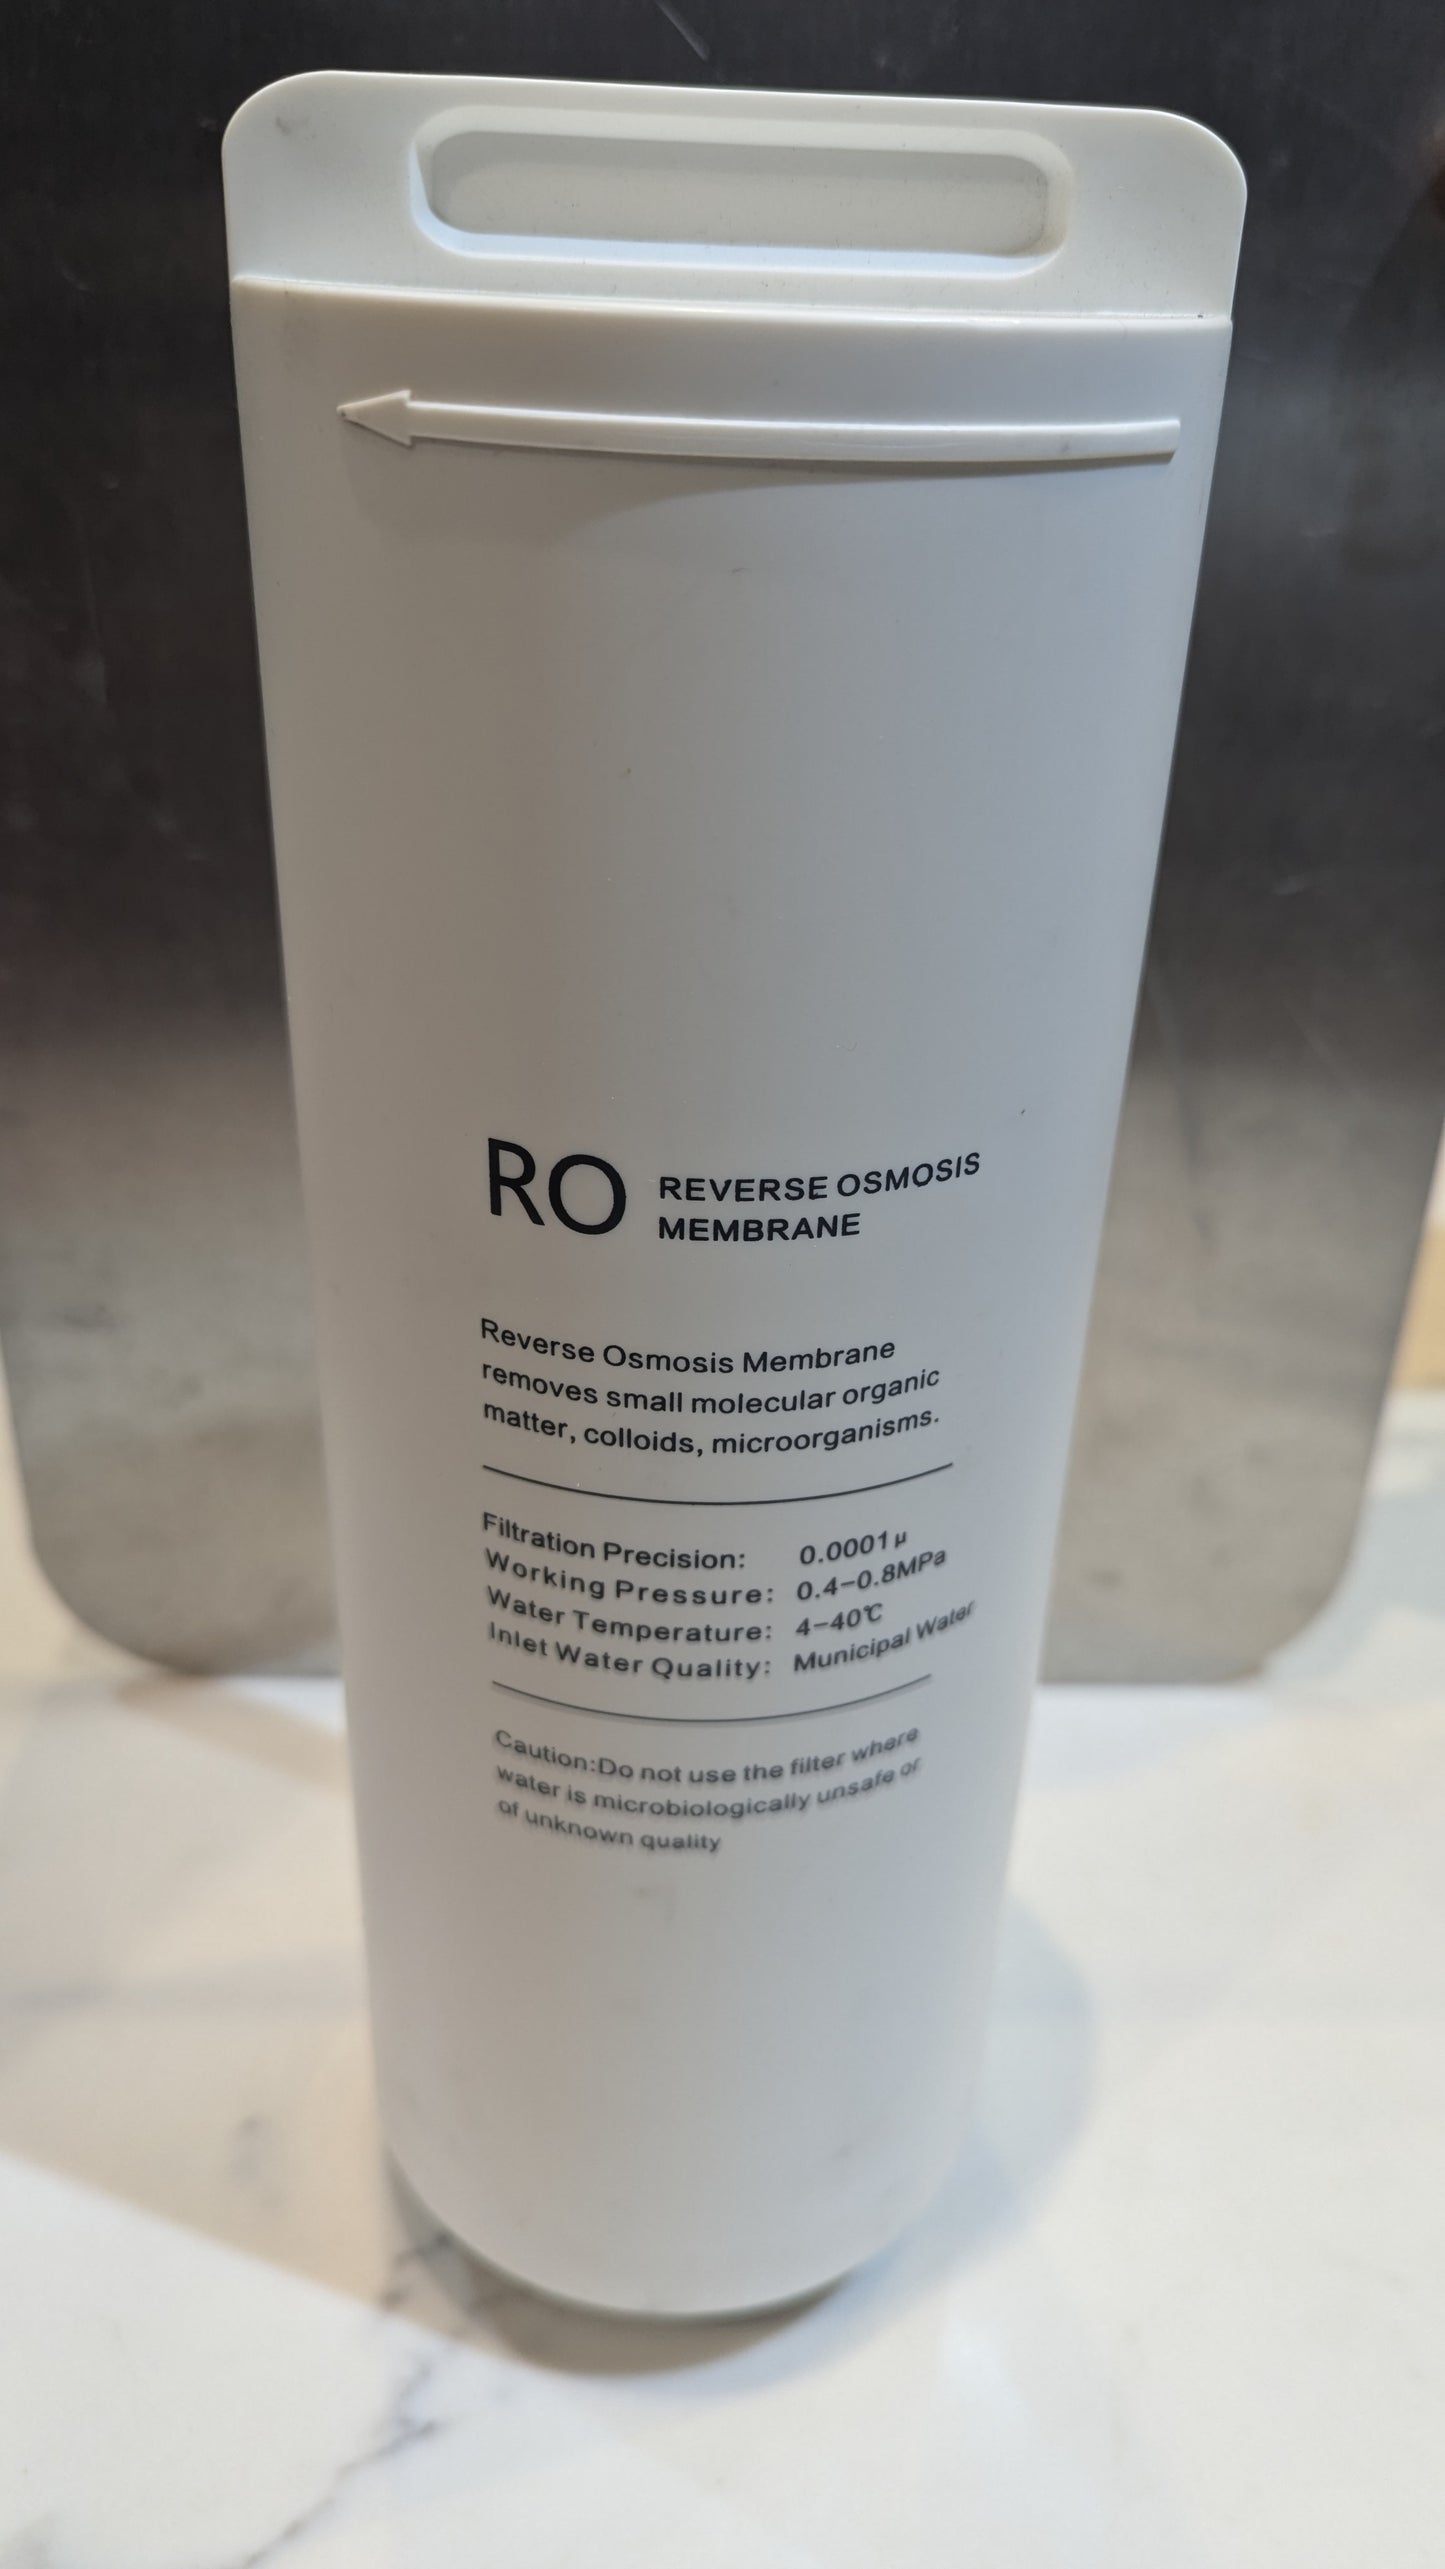 RO REVERSE OSMOSIS
MEMBRANE
Reverse Osmosis Membrane
removes small molecular organic
matter, colloids, microorganisms.
Filtration Precision: 0.0001μ
Working Pressure: 0.4-0.8MPa
Water Temperature: 4-40℃
Inlet Water Quality: Municipal Water
Caution:Do not use the filter where
water is microbiologically unsafe or
of unknown quality